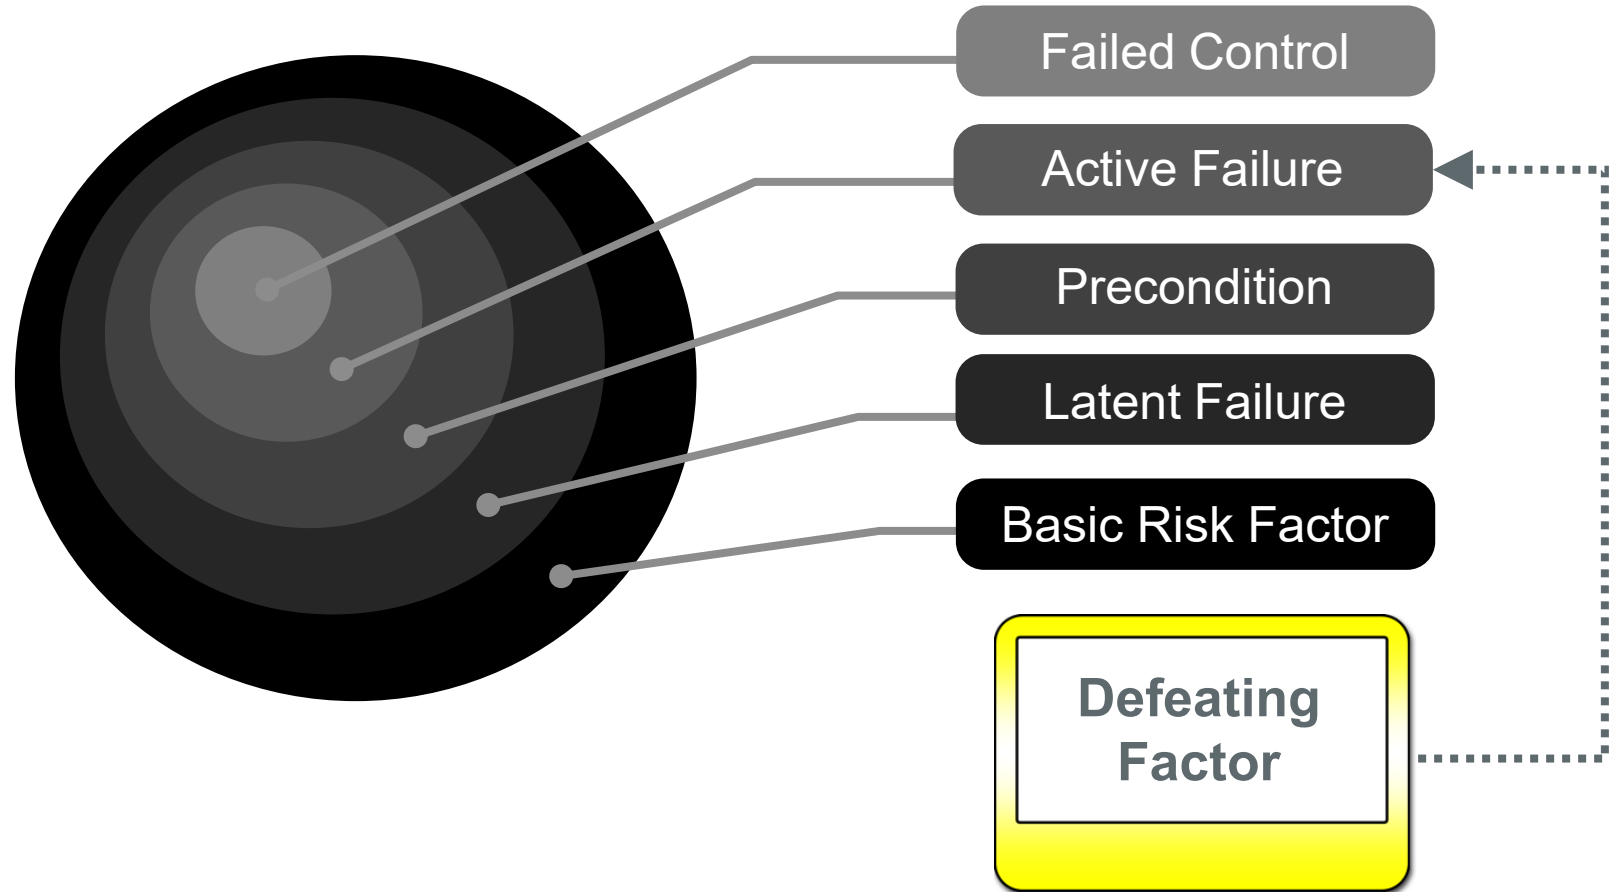 Failed Control
Active Failure
Precondition
Latent Failure
Basic Risk Factor
Defeating
Factor